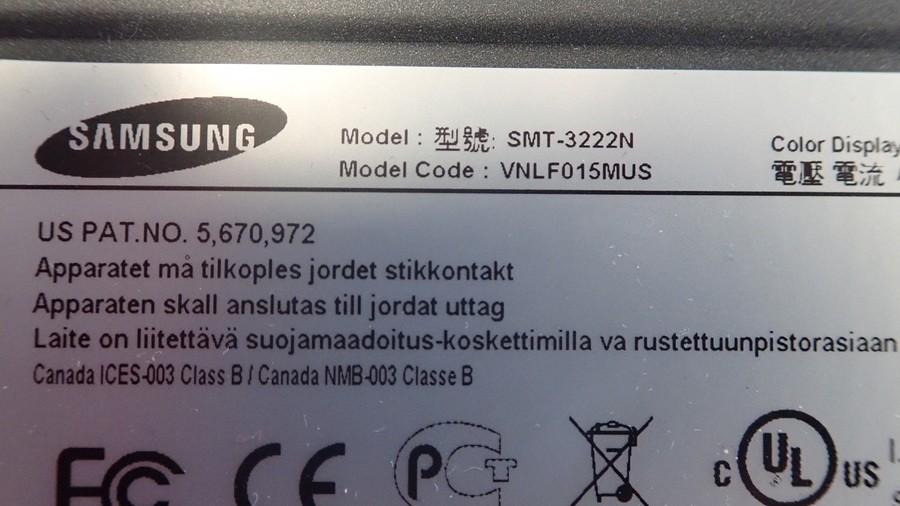 SAMSUNG
Model : 型號: SMT-3222N
Model Code : VNLF015MUS
Color Display
電壓 電流
US PAT.NO. 5,670,972
Apparatet må tilkoples jordet stikkontakt
Apparaten skall anslutas till jordat uttag
Laite on liitettävä suojamaadoitus-koskettimilla va rustettuunpistorasiaan
Canada ICES-003 Class B / Canada NMB-003 Classe B
FC CE PCT C UL US